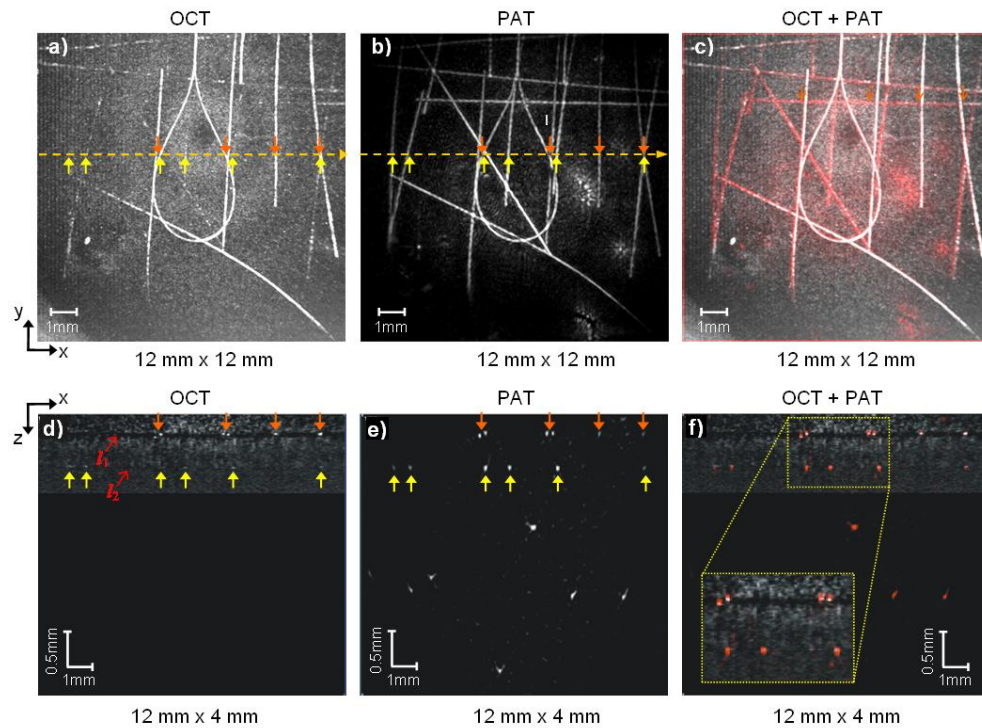 OCT PAT OCT + PAT
a) b) c)
I
1mm 1mm 1mm
y
x
12 mm x 12 mm 12 mm x 12 mm 12 mm x 12 mm
x
z
OCT PAT OCT + PAT
d) e) f)
l₁
l₂
0.5mm 0.5mm 0.5mm
1mm 1mm 1mm
12 mm x 4 mm 12 mm x 4 mm 12 mm x 4 mm